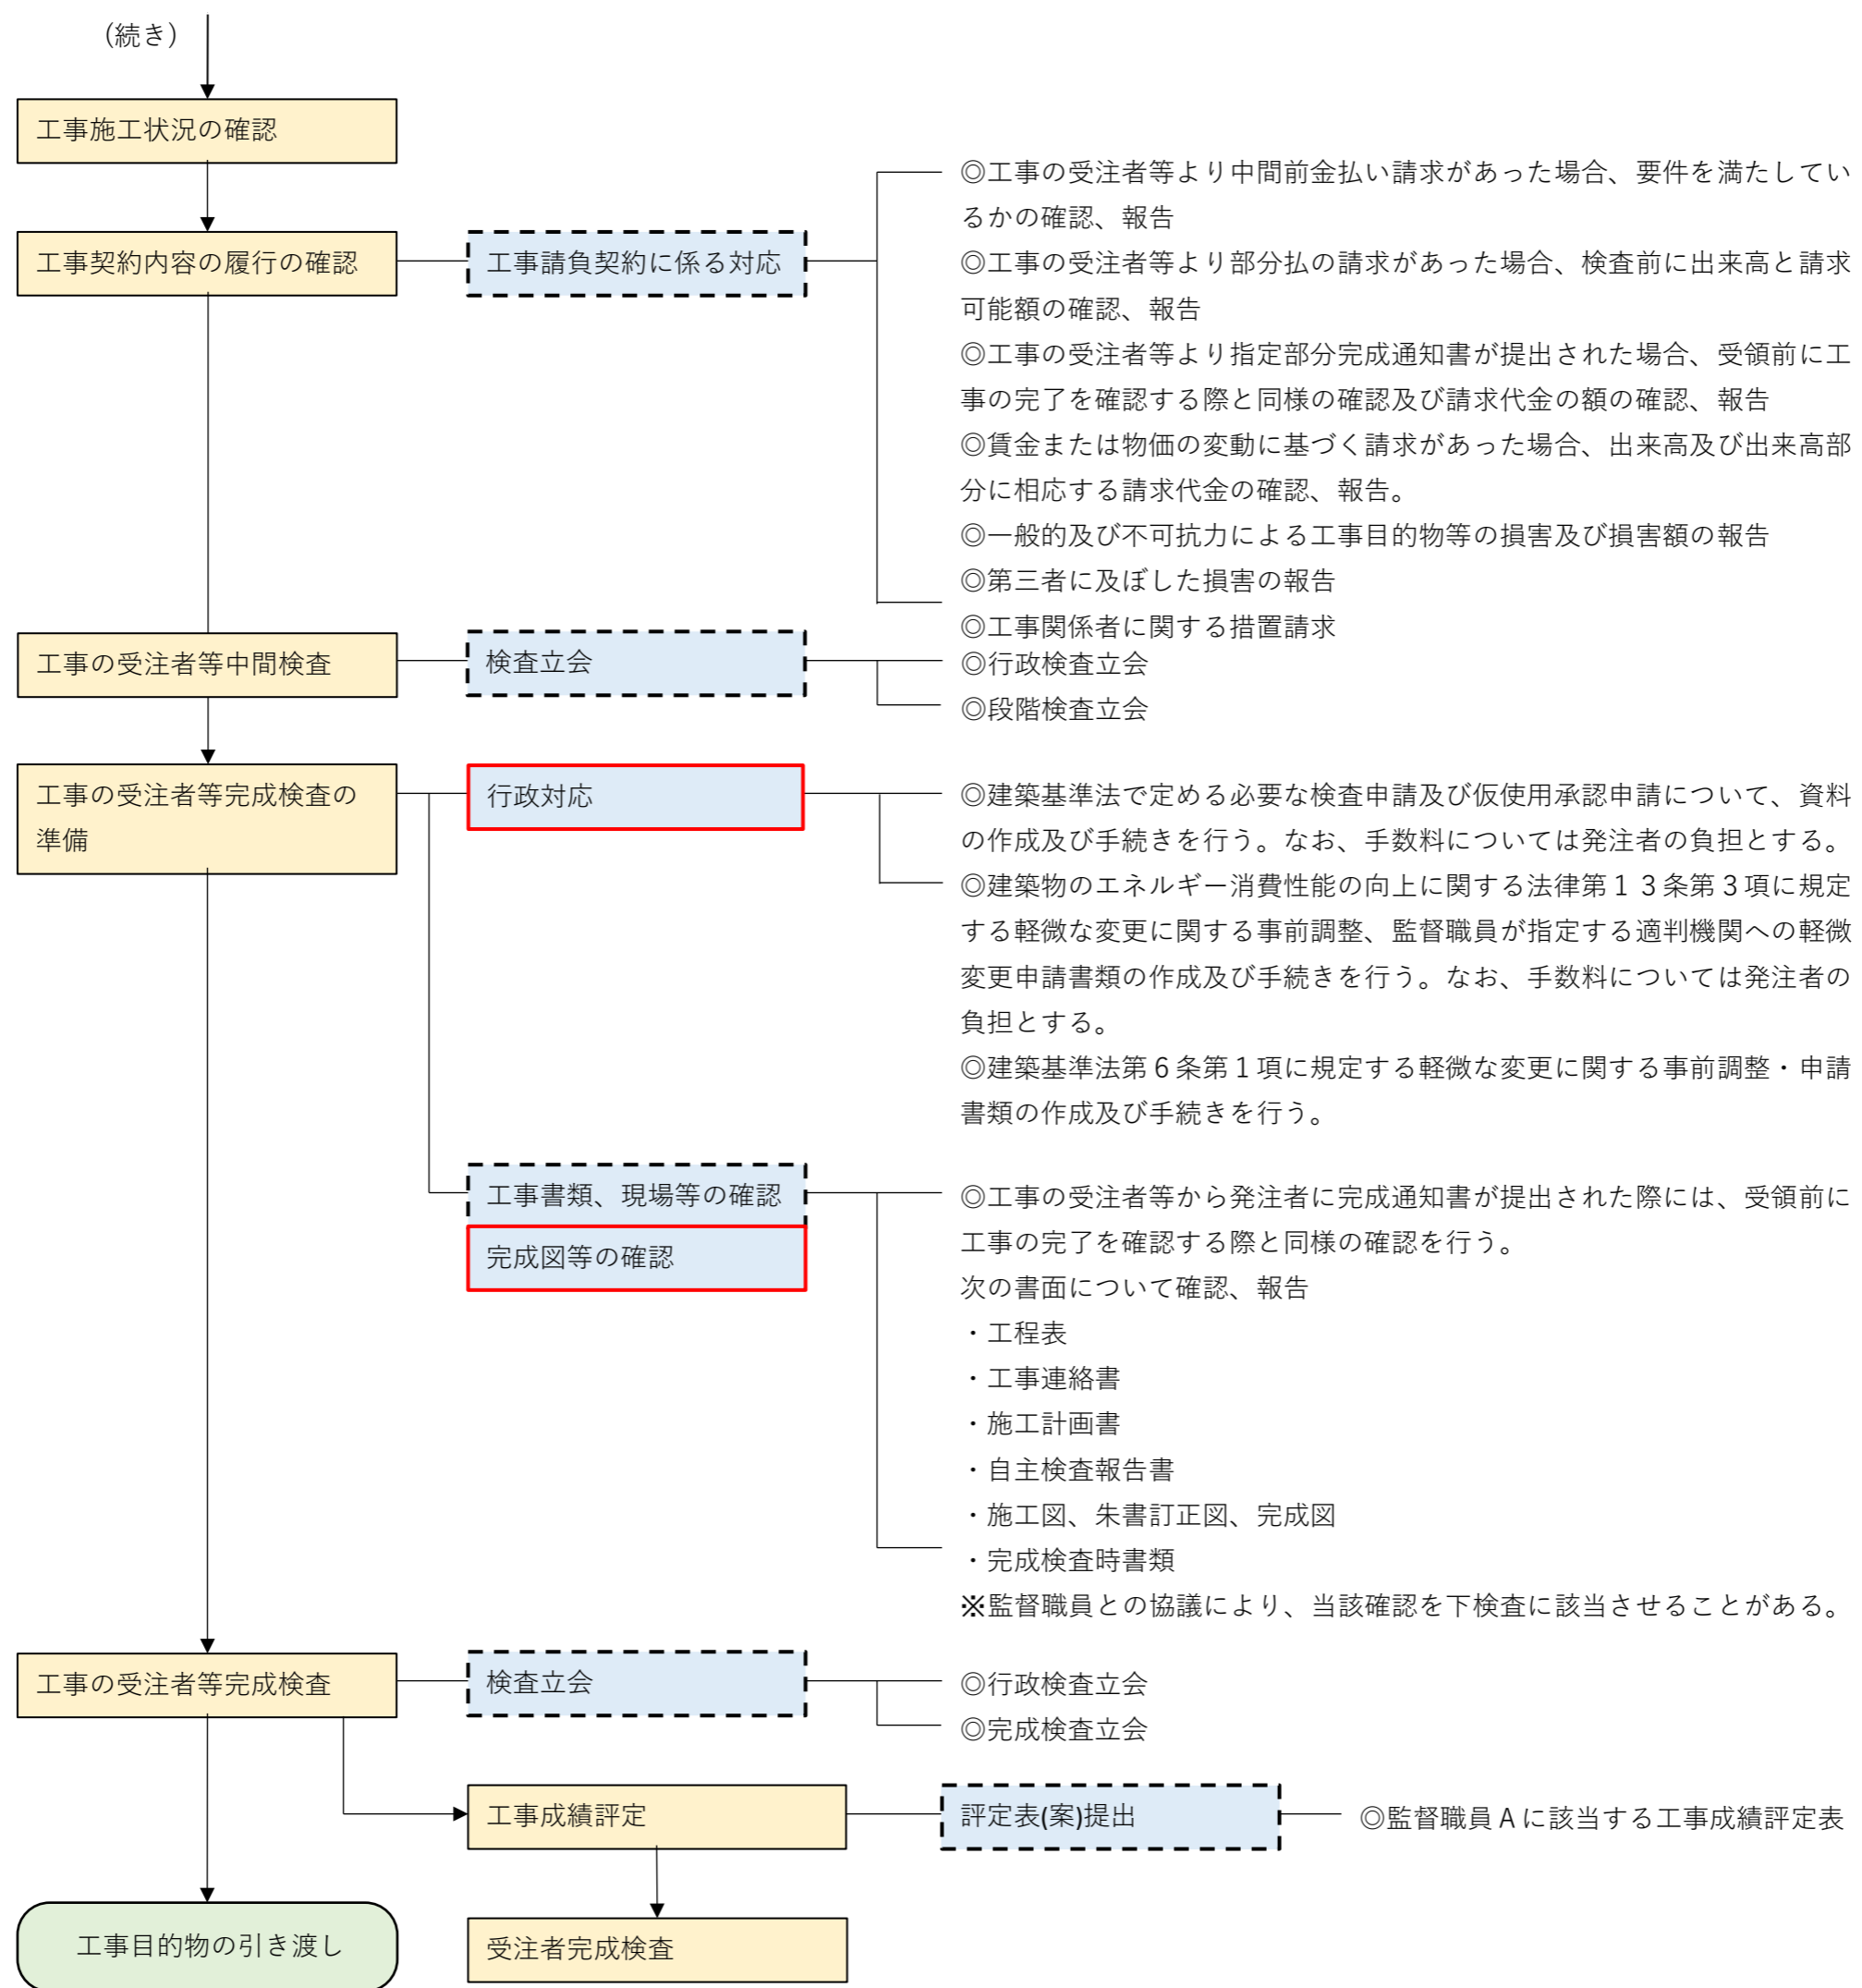 (続き)
工事施工状況の確認
工事契約内容の履行の確認
工事請負契約に係る対応
◎工事の受注者等より中間前金払い請求があった場合、要件を満たしてい
るかの確認、報告
◎工事の受注者等より部分払の請求があった場合、検査前に出来高と請求
可能額の確認、報告
◎工事の受注者等より指定部分完成通知書が提出された場合、受領前に工
事の完了を確認する際と同様の確認及び請求代金の額の確認、報告
◎賃金または物価の変動に基づく請求があった場合、出来高及び出来高部
分に相応する請求代金の確認、報告。
◎一般的及び不可抗力による工事目的物等の損害及び損害額の報告
◎第三者に及ぼした損害の報告
◎工事関係者に関する措置請求
工事の受注者等中間検査
検査立会
◎行政検査立会
◎段階検査立会
工事の受注者等完成検査の
準備
行政対応
◎建築基準法で定める必要な検査申請及び仮使用承認申請について、資料
の作成及び手続きを行う。なお、手数料については発注者の負担とする。
◎建築物のエネルギー消費性能の向上に関する法律第13条第3項に規定
する軽微な変更に関する事前調整、監督職員が指定する適判機関への軽微
変更申請書類の作成及び手続きを行う。なお、手数料については発注者の
負担とする。
◎建築基準法第6条第1項に規定する軽微な変更に関する事前調整・申請
書類の作成及び手続きを行う。
工事書類、現場等の確認
完成図等の確認
◎工事の受注者等から発注者に完成通知書が提出された際には、受領前に
工事の完了を確認する際と同様の確認を行う。
次の書面について確認、報告
・工程表
・工事連絡書
・施工計画書
・自主検査報告書
・施工図、朱書訂正図、完成図
・完成検査時書類
※監督職員との協議により、当該確認を下検査に該当させることがある。
工事の受注者等完成検査
検査立会
◎行政検査立会
◎完成検査立会
工事成績評定
評定表(案)提出
◎監督職員Aに該当する工事成績評定表
工事目的物の引き渡し
受注者完成検査